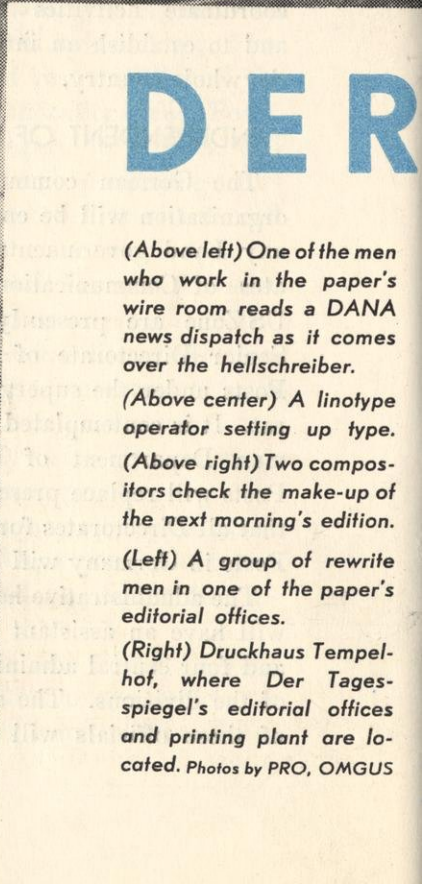 DER
(Above left) One of the men
who work in the paper's
wire room reads a DANA
news dispatch as it comes
over the hellschreiber.
(Above center) A linotype
operator setting up type.
(Above right) Two compos-
itors check the make-up of
the next morning's edition.
(Left) A group of rewrite
men in one of the paper's
editorial offices.
(Right) Druckhaus Tempel-
hof, where Der Tages-
spiegel's editorial offices
and printing plant are lo-
cated. Photos by PRO, OMGUS